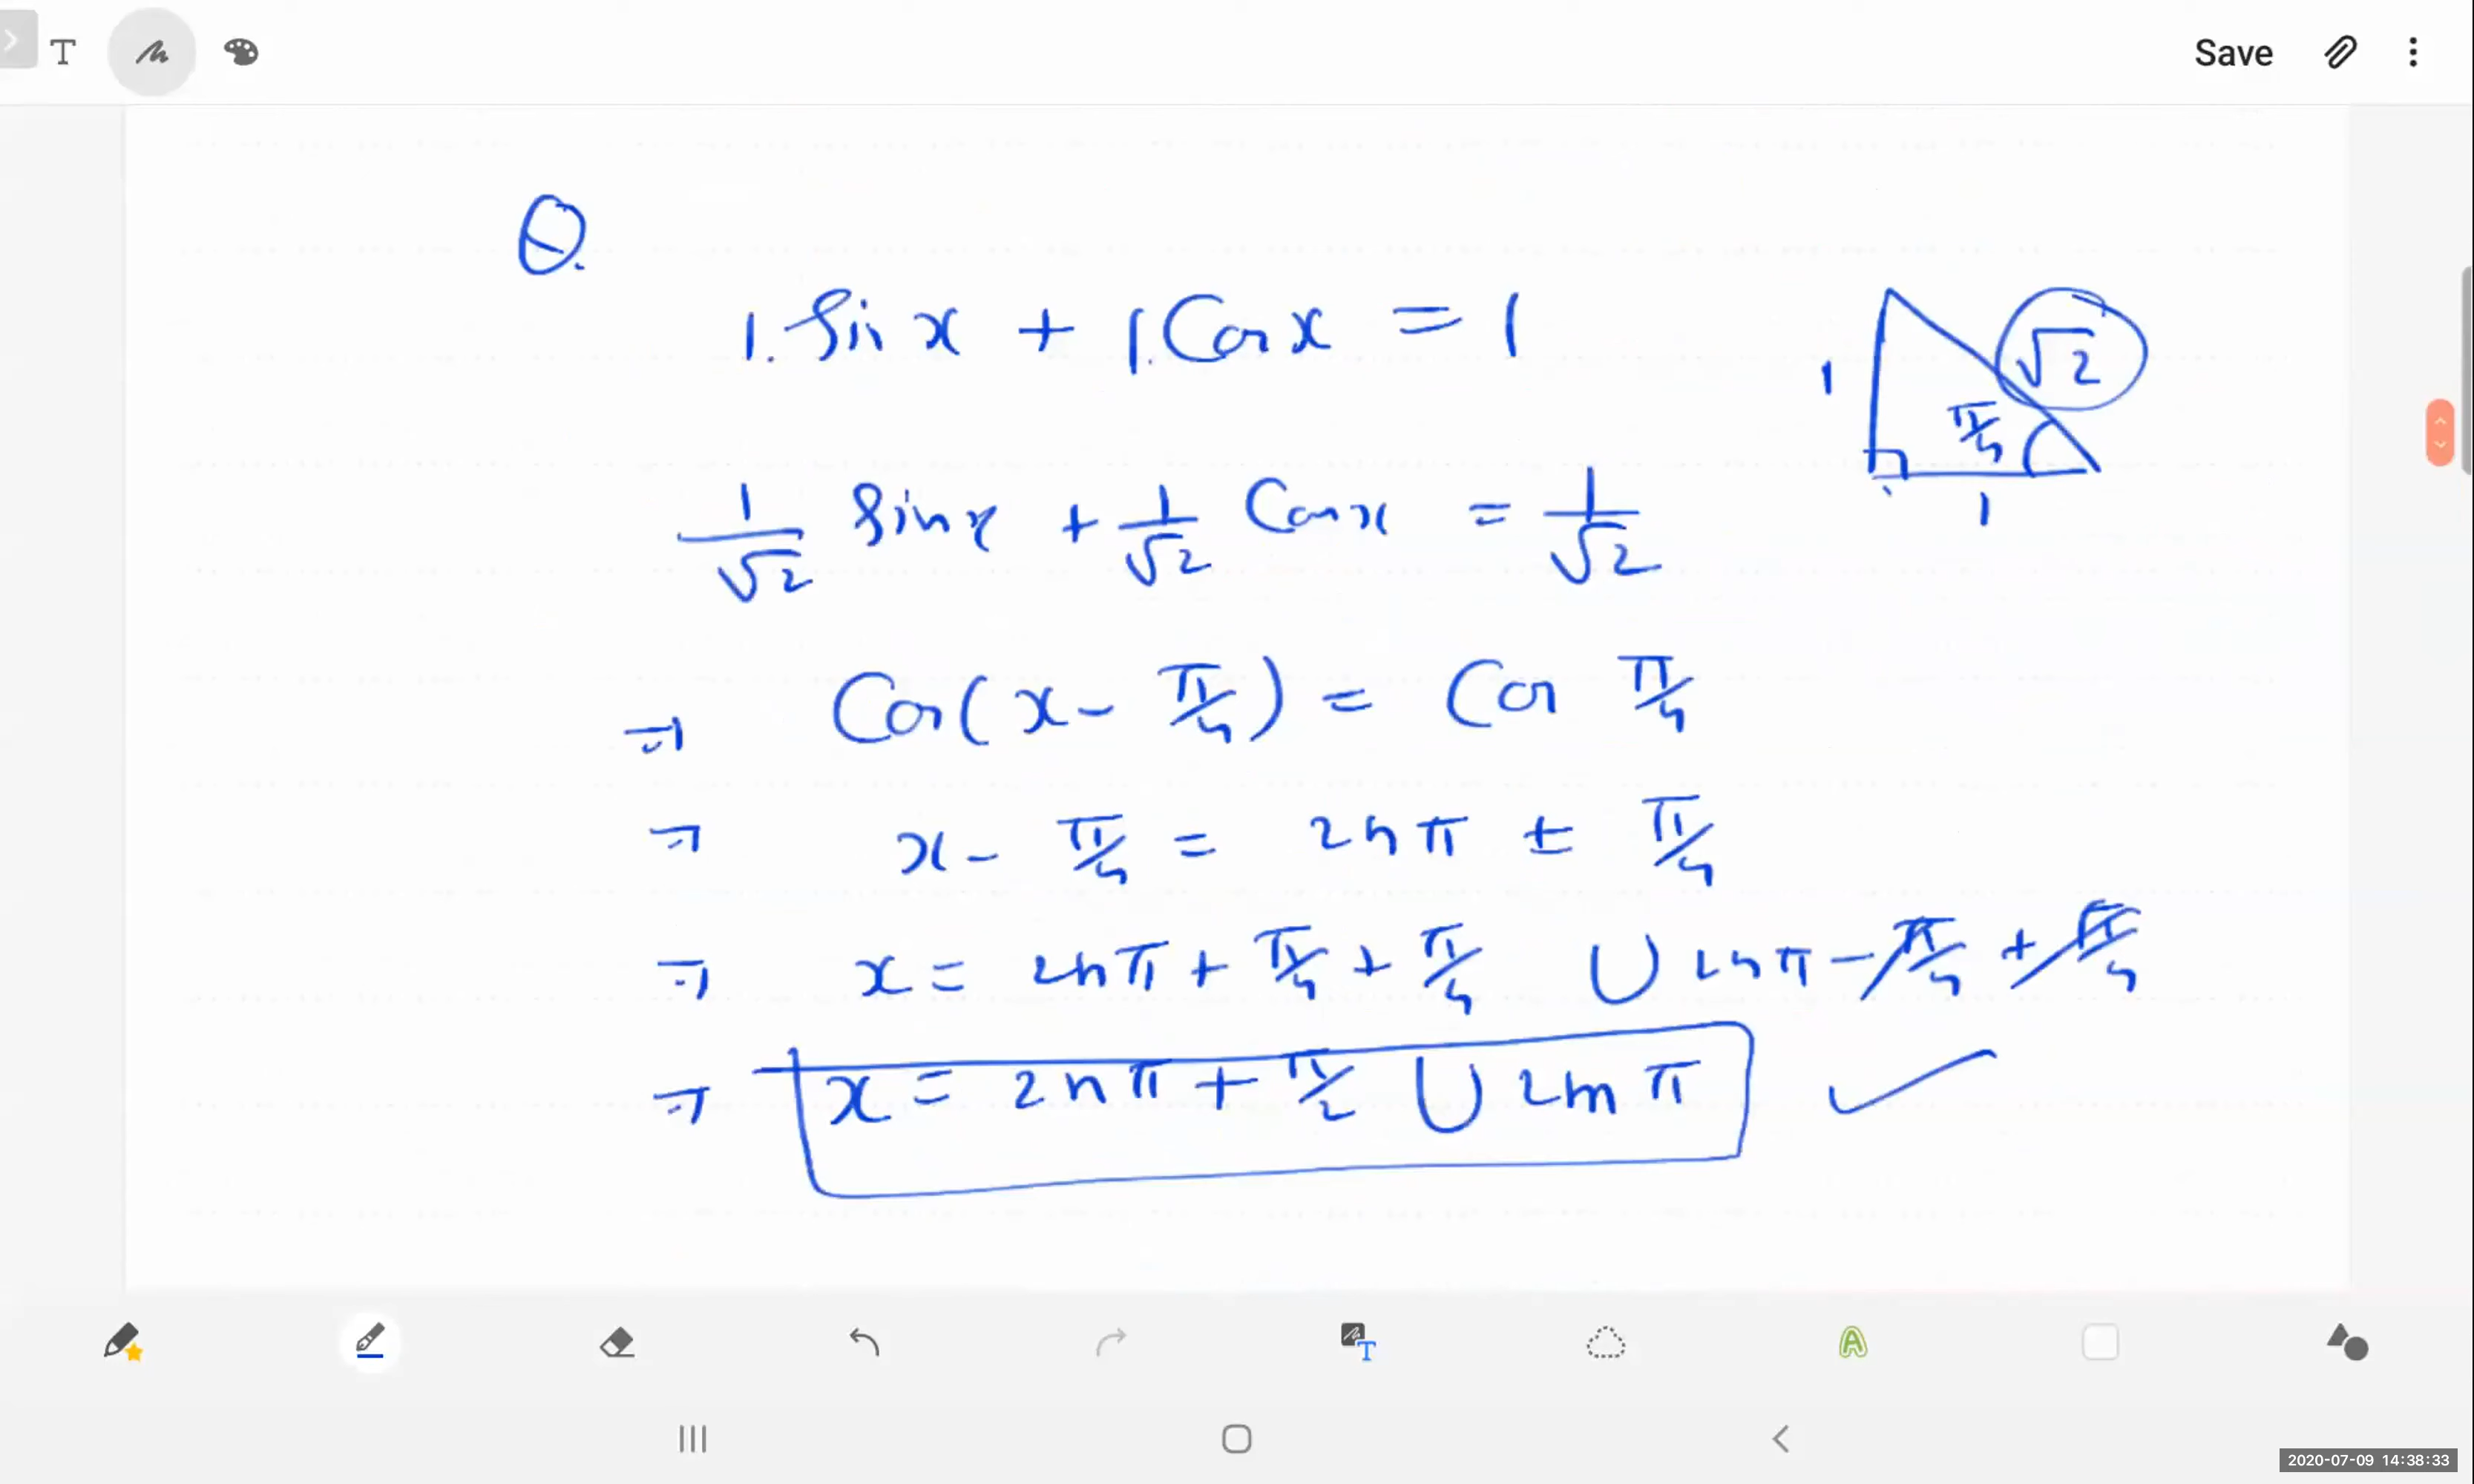 T Save
Q.
1. Sin x + 1. Cos x = 1
1 √2 π/4 1
1/√2 Sin x + 1/√2 Cos x = 1/√2
⇒ Cos(x - π/4) = Cos π/4
⇒ x - π/4 = 2nπ ± π/4
⇒ x = 2nπ + π/4 + π/4 ∪ 2nπ - π/4 + π/4
⇒ x = 2nπ + π/2 ∪ 2mπ ✓
T A
2020-07-09 14:38:33